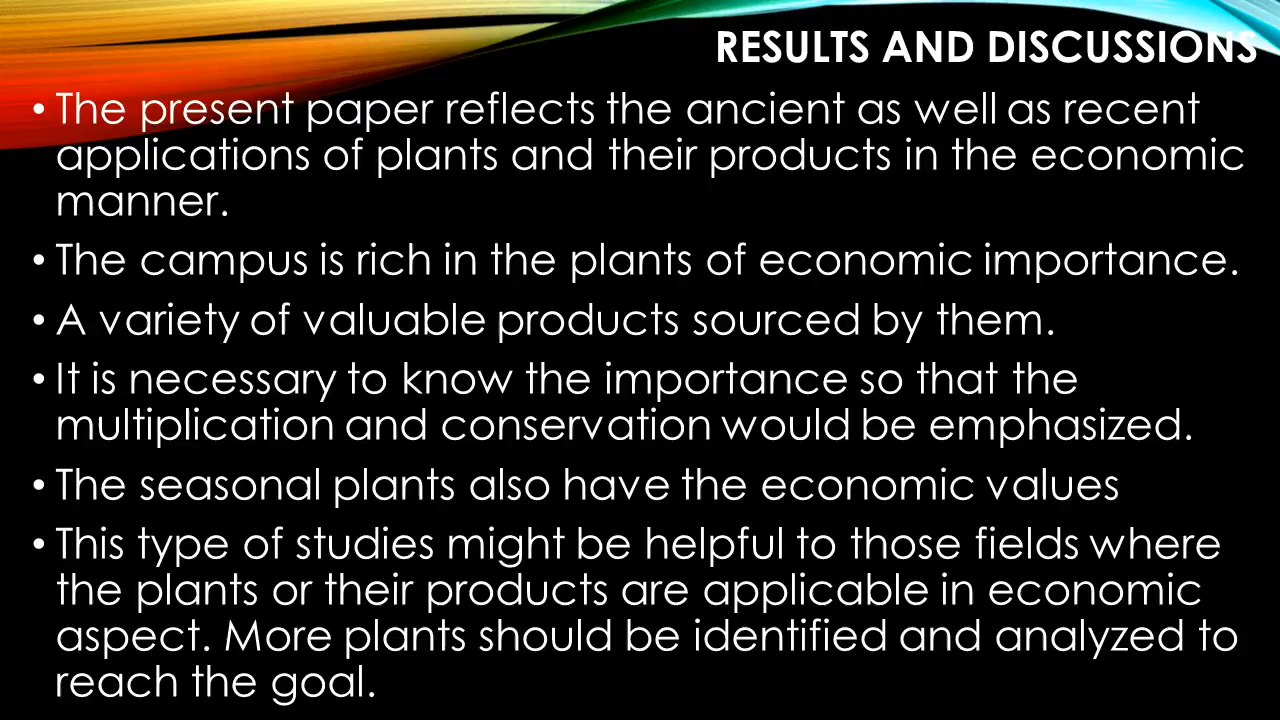 RESULTS AND DISCUSSIONS
• The present paper reflects the ancient as well as recent
applications of plants and their products in the economic
manner.
• The campus is rich in the plants of economic importance.
• A variety of valuable products sourced by them.
• It is necessary to know the importance so that the
multiplication and conservation would be emphasized.
• The seasonal plants also have the economic values
• This type of studies might be helpful to those fields where
the plants or their products are applicable in economic
aspect. More plants should be identified and analyzed to
reach the goal.